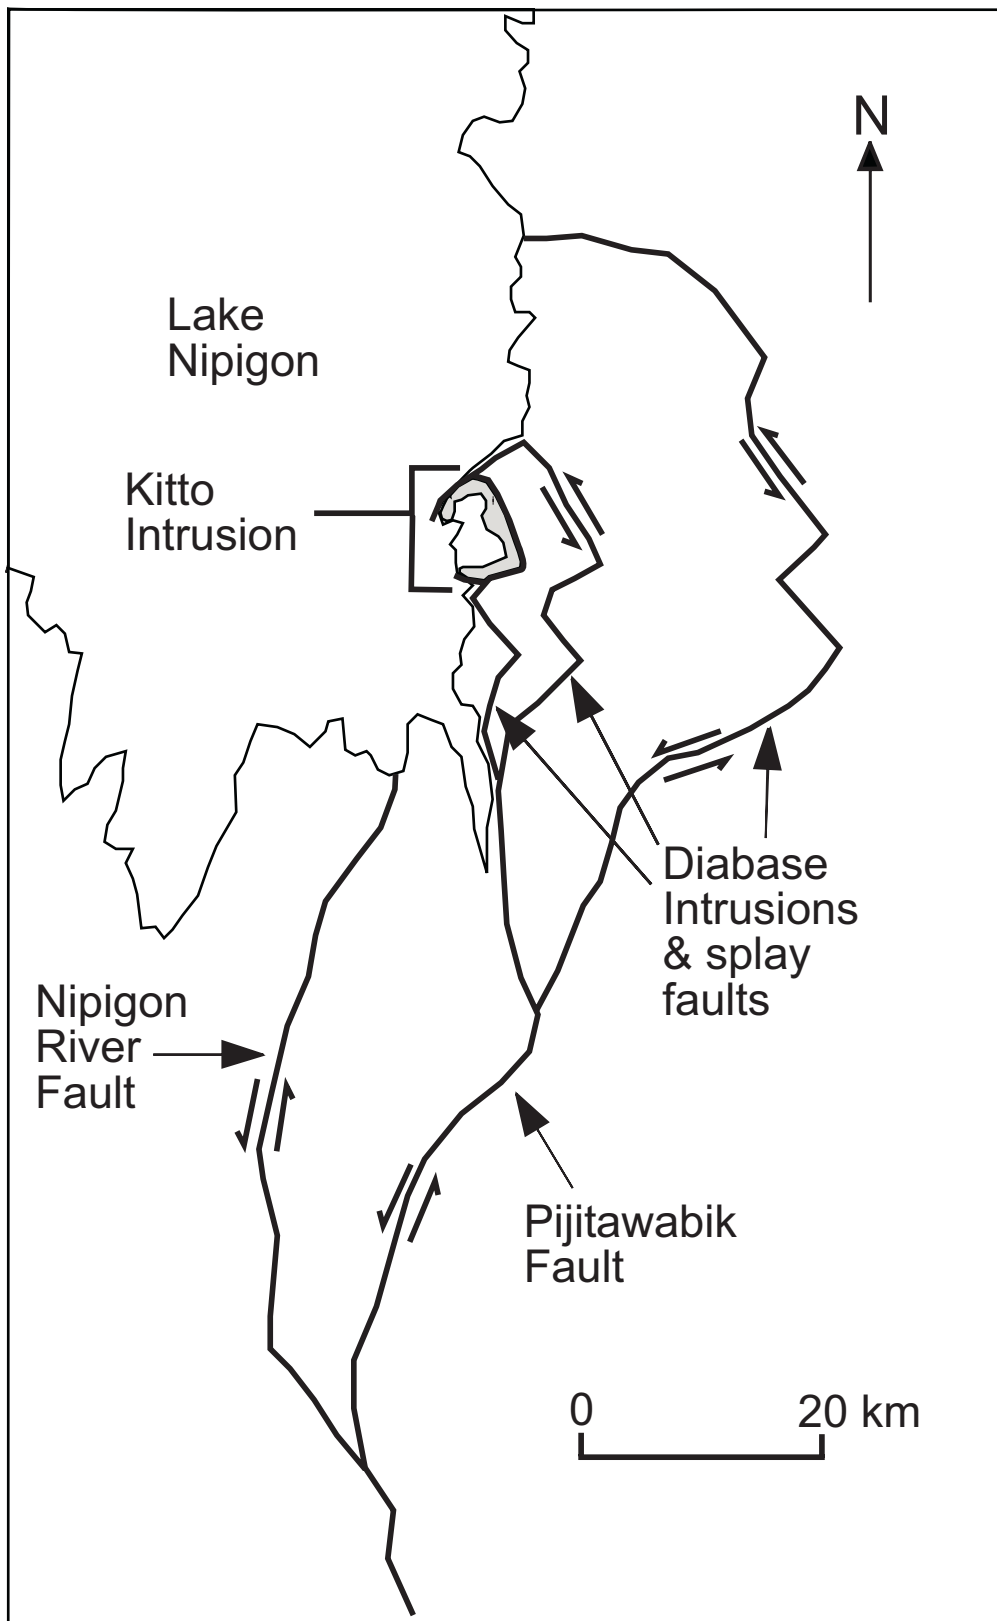 N
Lake
Nipigon
Kitto
Intrusion
Diabase
Intrusions
& splay
faults
Nipigon
River
Fault
Pijitawabik
Fault
0 20 km